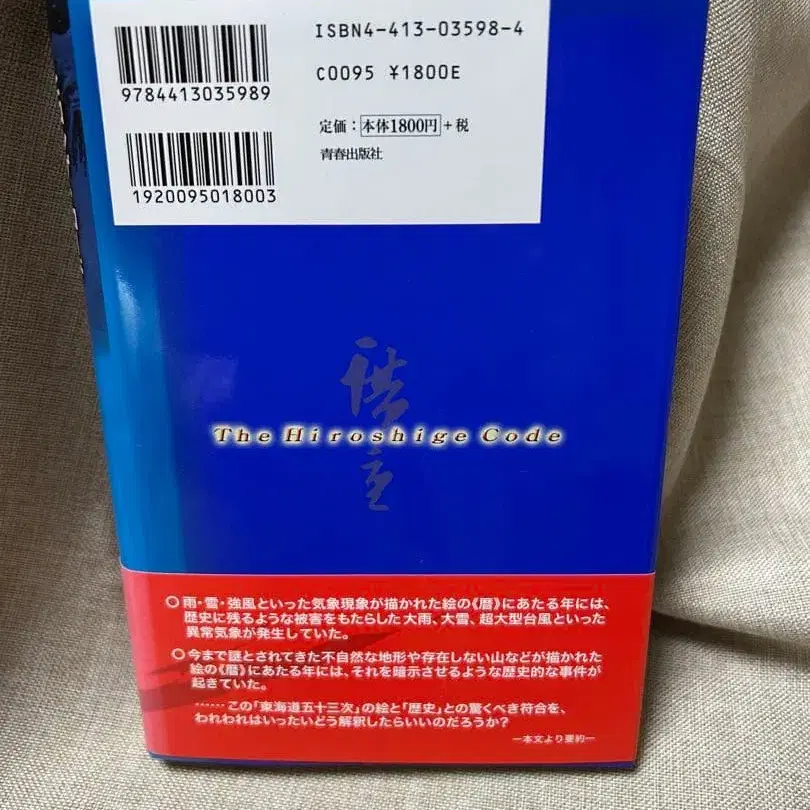 ISBN4-413-03598-4
C0095 ¥1800E
9784413035989
定価：本体1800円＋税
青春出版社
1920095018003
The Hiroshige Code
○雨・雪・強風といった気象現象が描かれた絵の《暦》にあたる年には、
歴史に残るような被害をもたらした大雨、大雪、超大型台風といった
異常気象が発生していた。
○今まで謎とされてきた不自然な地形や存在しない山などが描かれた
絵の《暦》にあたる年には、それを暗示させるような歴史的な事件が
起きていた。
……この「東海道五十三次」の絵と「歴史」との驚くべき符合を、
われわれはいったいどう解釈したらいいのだろうか？
―本文より要約―